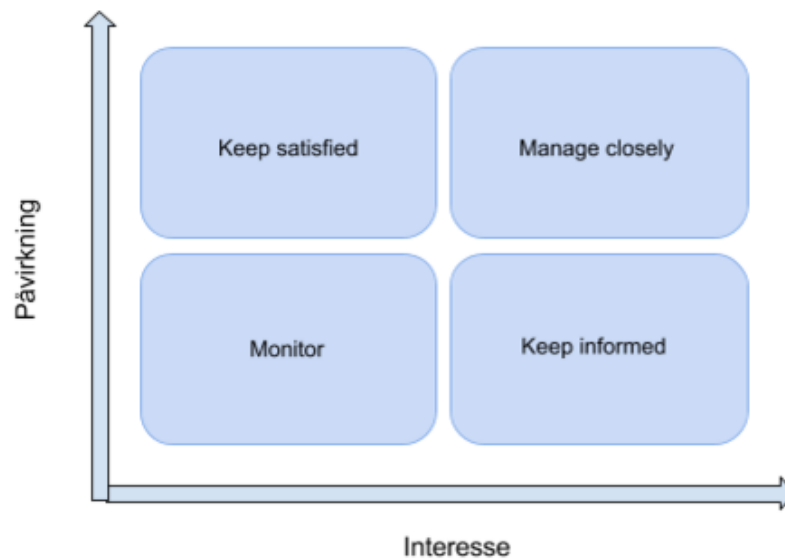 Keep satisfied
Manage closely
Påvirkning
Monitor
Keep informed
Interesse